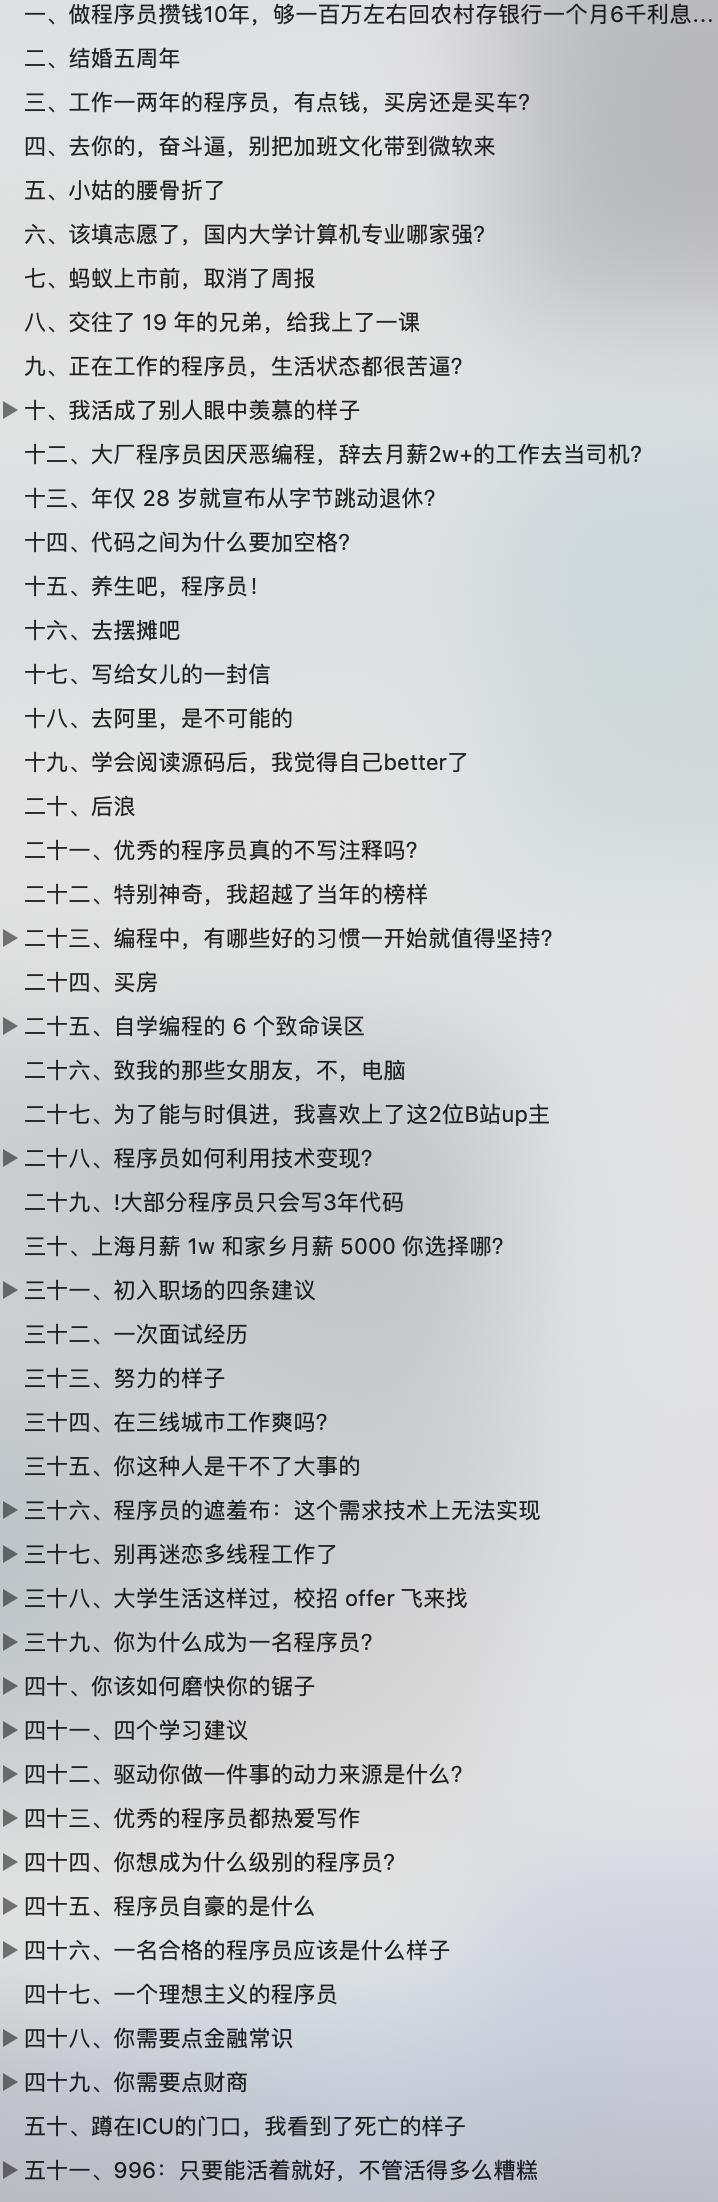 一、做程序员攒钱10年，够一百万左右回农村存银行一个月6千利息...
二、结婚五周年
三、工作一两年的程序员，有点钱，买房还是买车？
四、去你的，奋斗逼，别把加班文化带到微软来
五、小姑的腰骨折了
六、该填志愿了，国内大学计算机专业哪家强？
七、蚂蚁上市前，取消了周报
八、交往了 19 年的兄弟，给我上了一课
九、正在工作的程序员，生活状态都很苦逼？
十、我活成了别人眼中羡慕的样子
十二、大厂程序员因厌恶编程，辞去月薪2w+的工作去当司机？
十三、年仅 28 岁就宣布从字节跳动退休？
十四、代码之间为什么要加空格？
十五、养生吧，程序员！
十六、去摆摊吧
十七、写给女儿的一封信
十八、去阿里，是不可能的
十九、学会阅读源码后，我觉得自己better了
二十、后浪
二十一、优秀的程序员真的不写注释吗？
二十二、特别神奇，我超越了当年的榜样
二十三、编程中，有哪些好的习惯一开始就值得坚持？
二十四、买房
二十五、自学编程的 6 个致命误区
二十六、致我的那些女朋友，不，电脑
二十七、为了能与时俱进，我喜欢上了这2位B站up主
二十八、程序员如何利用技术变现？
二十九、!大部分程序员只会写3年代码
三十、上海月薪 1w 和家乡月薪 5000 你选择哪？
三十一、初入职场的四条建议
三十二、一次面试经历
三十三、努力的样子
三十四、在三线城市工作爽吗？
三十五、你这种人是干不了大事的
三十六、程序员的遮羞布：这个需求技术上无法实现
三十七、别再迷恋多线程工作了
三十八、大学生活这样过，校招 offer 飞来找
三十九、你为什么成为一名程序员？
四十、你该如何磨快你的锯子
四十一、四个学习建议
四十二、驱动你做一件事的动力来源是什么？
四十三、优秀的程序员都热爱写作
四十四、你想成为什么级别的程序员？
四十五、程序员自豪的是什么
四十六、一名合格的程序员应该是什么样子
四十七、一个理想主义的程序员
四十八、你需要点金融常识
四十九、你需要点财商
五十、蹲在ICU的门口，我看到了死亡的样子
五十一、996：只要能活着就好，不管活得多么糟糕